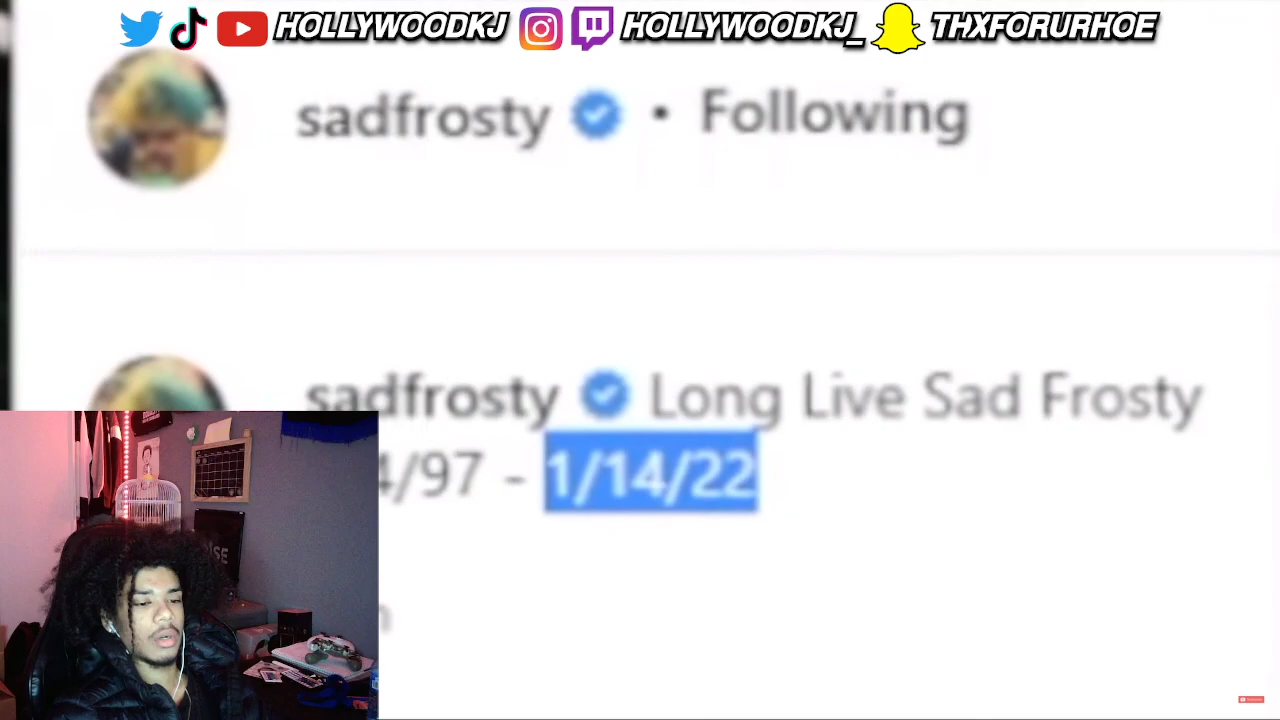 HOLLYWOODKJ HOLLYWOODKJ_ THXFORURHOE
sadfrosty • Following
sadfrosty Long Live Sad Frosty
4/97 - 1/14/22